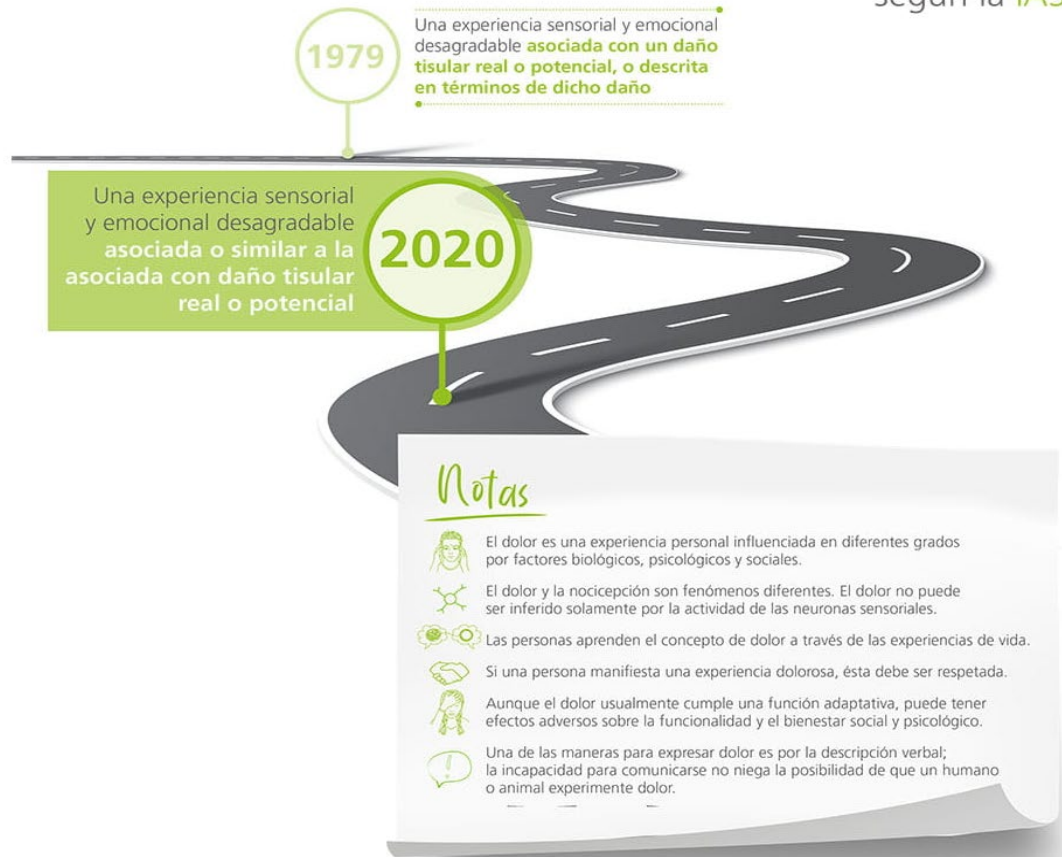 según la
1979
Una experiencia sensorial y emocional
desagradable asociada con un daño
tisular real o potencial, o descrita
en términos de dicho daño
Una experiencia sensorial
y emocional desagradable
asociada o similar a la
asociada con daño tisular
real o potencial
2020
Notas
El dolor es una experiencia personal influenciada en diferentes grados
por factores biológicos, psicológicos y sociales.
El dolor y la nocicepción son fenómenos diferentes. El dolor no puede
ser inferido solamente por la actividad de las neuronas sensoriales.
Las personas aprenden el concepto de dolor a través de las experiencias de vida.
Si una persona manifiesta una experiencia dolorosa, ésta debe ser respetada.
Aunque el dolor usualmente cumple una función adaptativa, puede tener
efectos adversos sobre la funcionalidad y el bienestar social y psicológico.
Una de las maneras para expresar dolor es por la descripción verbal;
la incapacidad para comunicarse no niega la posibilidad de que un humano
o animal experimente dolor.